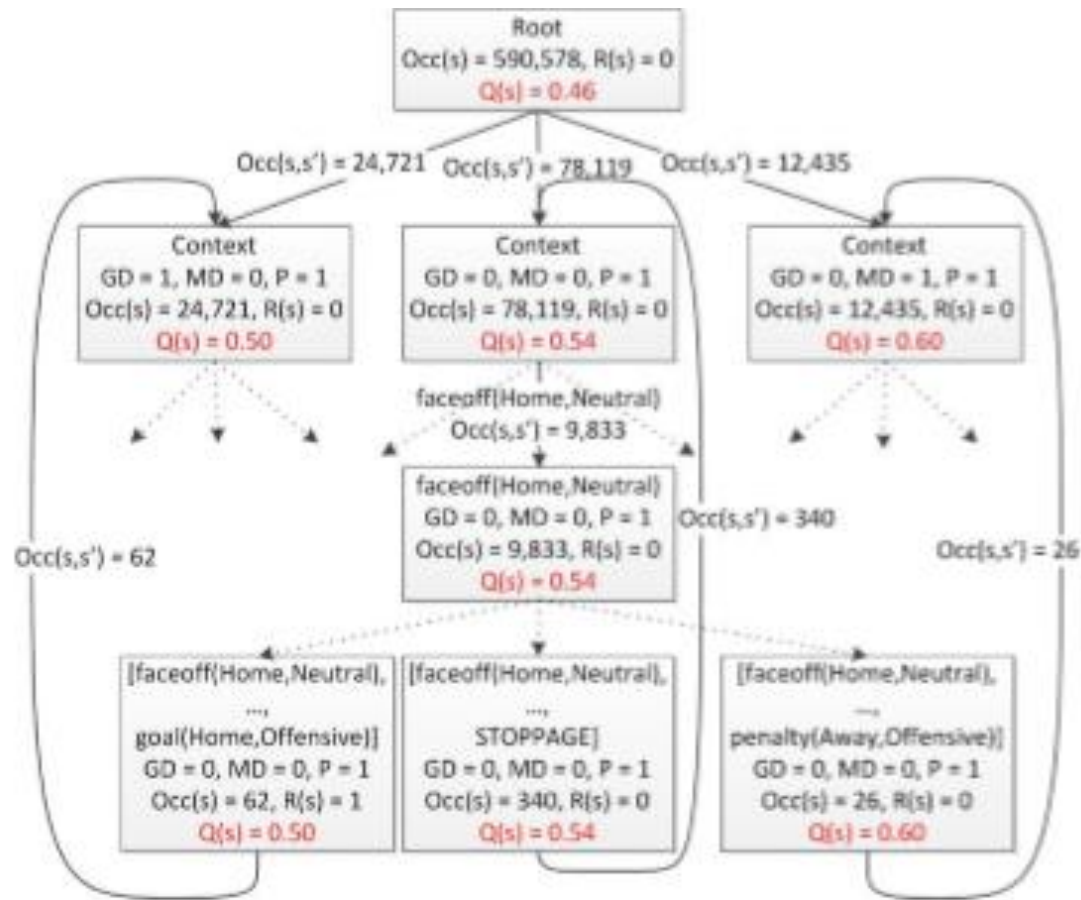 Root
Occ(s) = 590,578, R(s) = 0
Q(s) = 0.46
Occ(s,s') = 24,721
Occ(s,s') = 78,119
Occ(s,s') = 12,435
Context
GD = 1, MD = 0, P = 1
Occ(s) = 24,721, R(s) = 0
Q(s) = 0.50
Context
GD = 0, MD = 0, P = 1
Occ(s) = 78,119, R(s) = 0
Q(s) = 0.54
Context
GD = 0, MD = 1, P = 1
Occ(s) = 12,435, R(s) = 0
Q(s) = 0.60
faceoff(Home,Neutral)
Occ(s,s') = 9,833
faceoff(Home,Neutral)
GD = 0, MD = 0, P = 1
Occ(s) = 9,833, R(s) = 0
Q(s) = 0.54
Occ(s,s') = 62
Occ(s,s') = 340
Occ(s,s') = 26
[faceoff(Home,Neutral),
...,
goal(Home,Offensive)]
GD = 0, MD = 0, P = 1
Occ(s) = 62, R(s) = 1
Q(s) = 0.50
[faceoff(Home,Neutral),
...,
STOPPAGE]
GD = 0, MD = 0, P = 1
Occ(s) = 340, R(s) = 0
Q(s) = 0.54
[faceoff(Home,Neutral),
...,
penalty(Away,Offensive)]
GD = 0, MD = 0, P = 1
Occ(s) = 26, R(s) = 0
Q(s) = 0.60